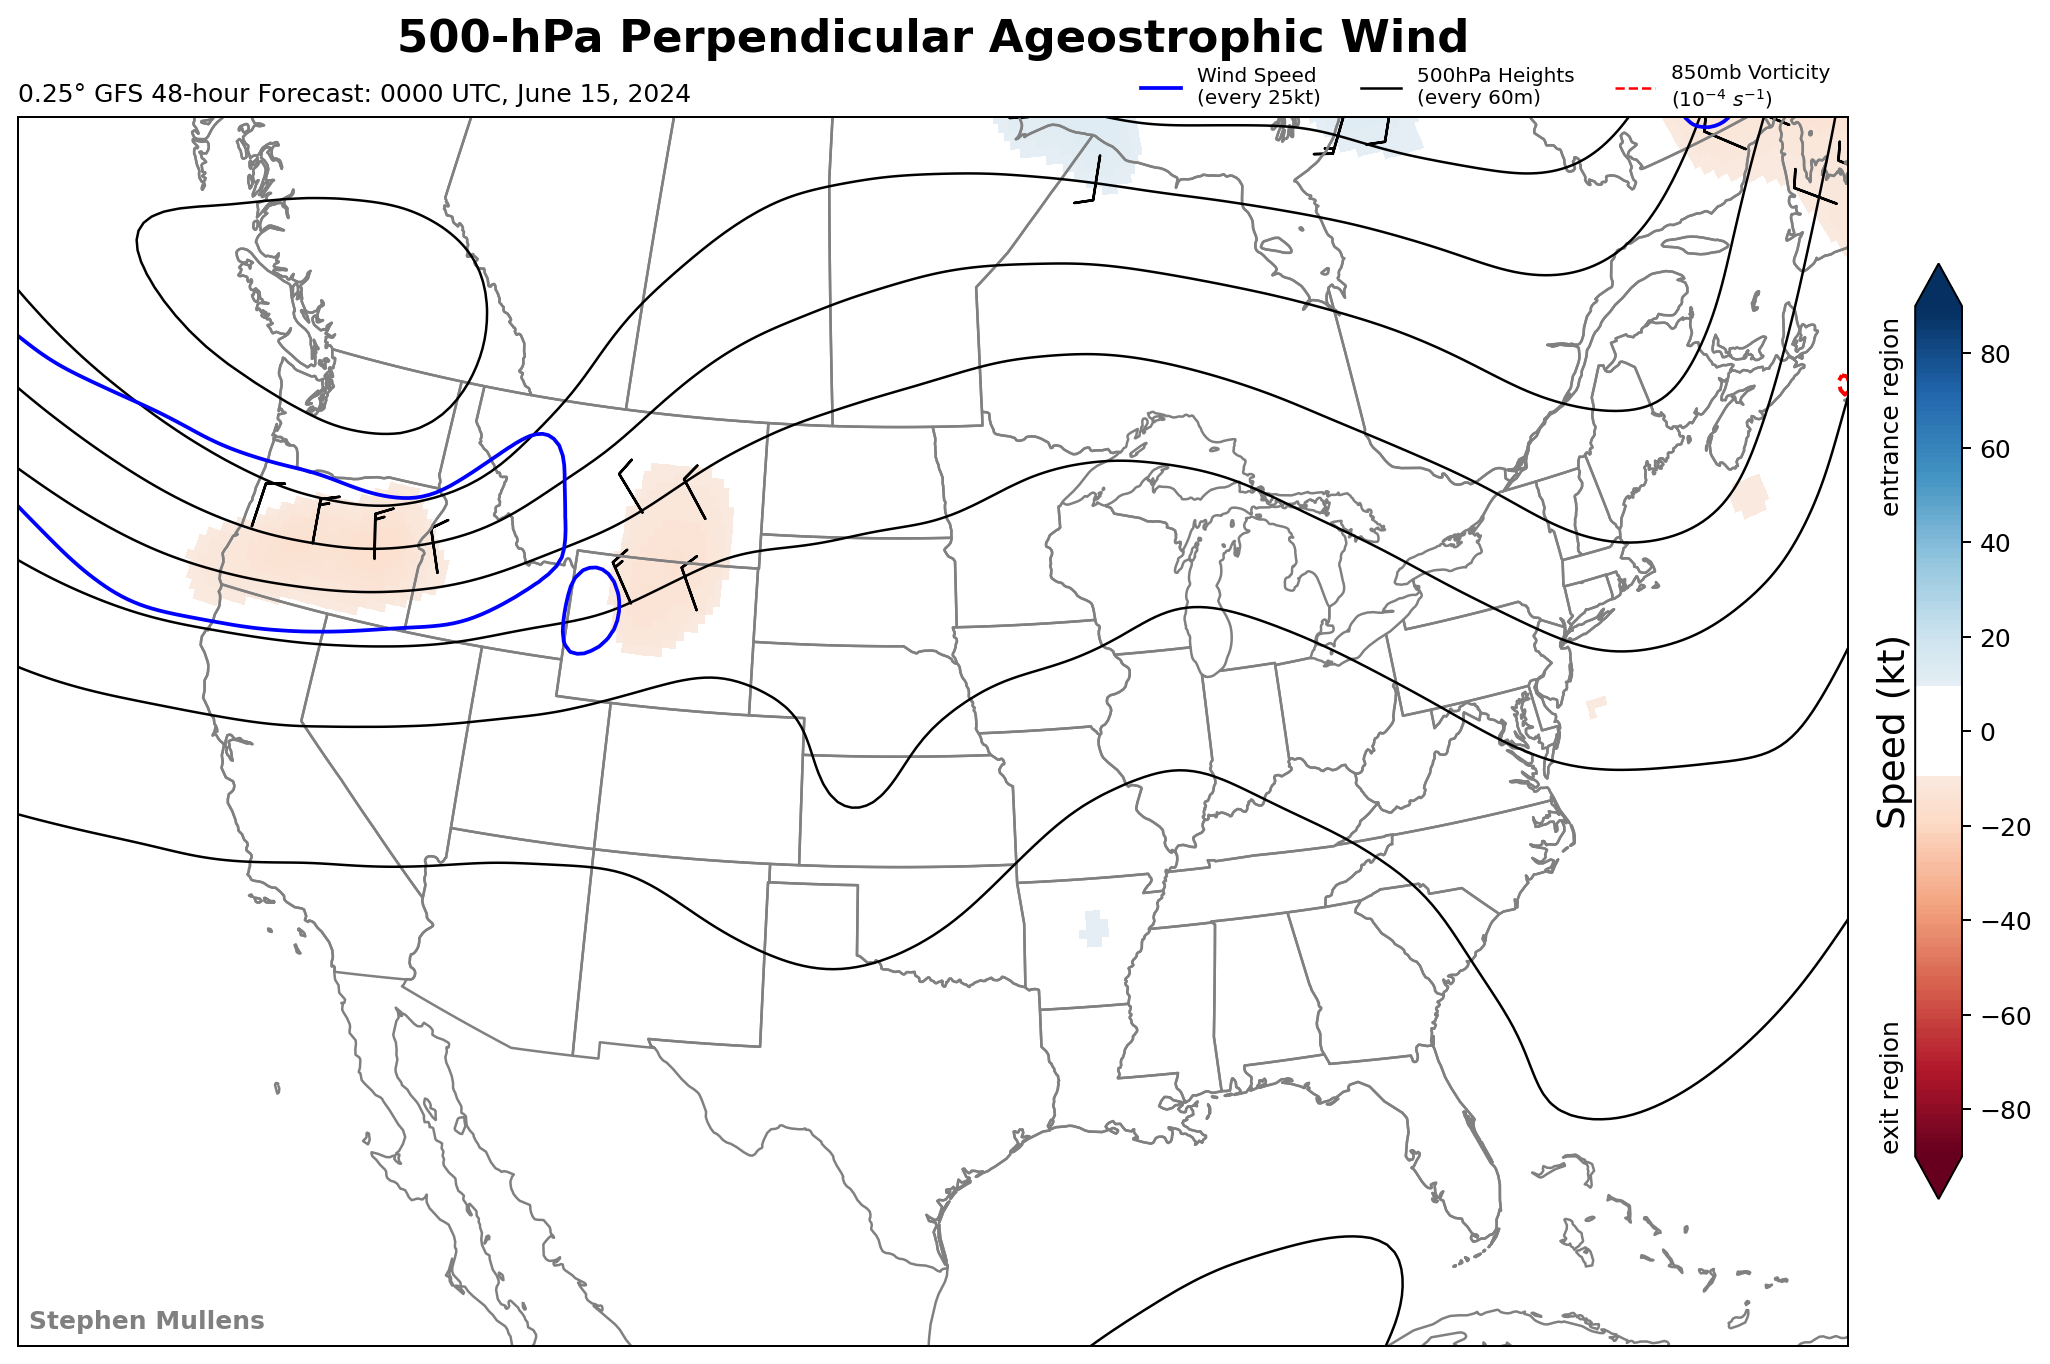 500-hPa Perpendicular Ageostrophic Wind
0.25° GFS 48-hour Forecast: 0000 UTC, June 15, 2024
Wind Speed
(every 25kt)
500hPa Heights
(every 60m)
850mb Vorticity
(10⁻⁴ s⁻¹)
entrance region
Speed (kt)
exit region
80
60
40
20
0
−20
−40
−60
−80
Stephen Mullens